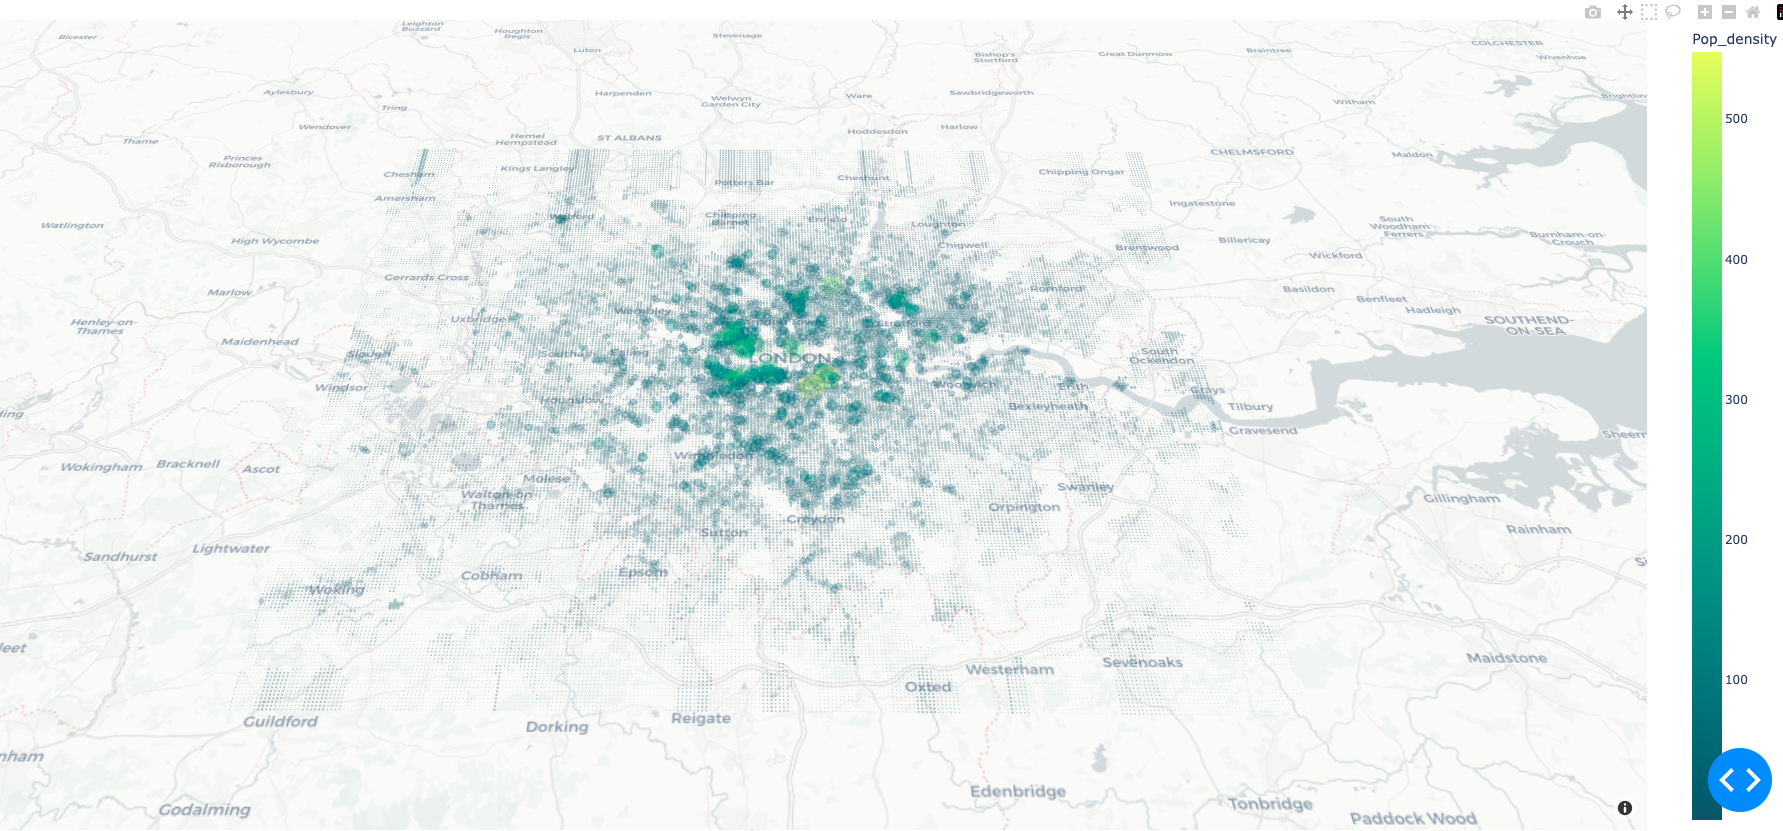 Pop_density
500
400
300
200
100
Bicester
Leighton
Buzzard
Houghton
Regis
Luton
Stevenage
Bishop's
Stortford
Great Dunmow
Braintree
COLCHESTER
Wivenhoe
Aylesbury
Tring
Harpenden
Welwyn
Garden City
Ware
Sawbridgeworth
Witham
Wendover
Thame
Princes
Risborough
Hemel
Hempstead
ST ALBANS
Hoddesdon
Harlow
CHELMSFORD
Maldon
Chesham
Kings Langley
Potters Bar
Cheshunt
Chipping Ongar
Amersham
Ingatestone
Watlington
High Wycombe
Watford
Chipping
Barnet
Enfield
Loughton
Chigwell
Brentwood
Billericay
South
Woodham
Ferrers
Burnham-on-
Crouch
Wickford
Gerrards Cross
Marlow
Romford
Basildon
Benfleet
Hadleigh
SOUTHEND-
ON-SEA
Henley-on-
Thames
Maidenhead
Uxbridge
Wembley
Slough
Windsor
LONDON
South
Ockendon
Woolwich
Erith
Grays
Tilbury
Hounslow
Bexleyheath
Gravesend
Wokingham
Bracknell
Ascot
Molese
Walton-on-
Thames
Swanley
Orpington
Gillingham
Rainham
Sandhurst
Lightwater
Croydon
Sutton
Woking
Cobham
Epsom
Westerham
Sevenoaks
Maidstone
Oxted
Guildford
Dorking
Reigate
Godalming
Edenbridge
Tonbridge
Paddock Wood